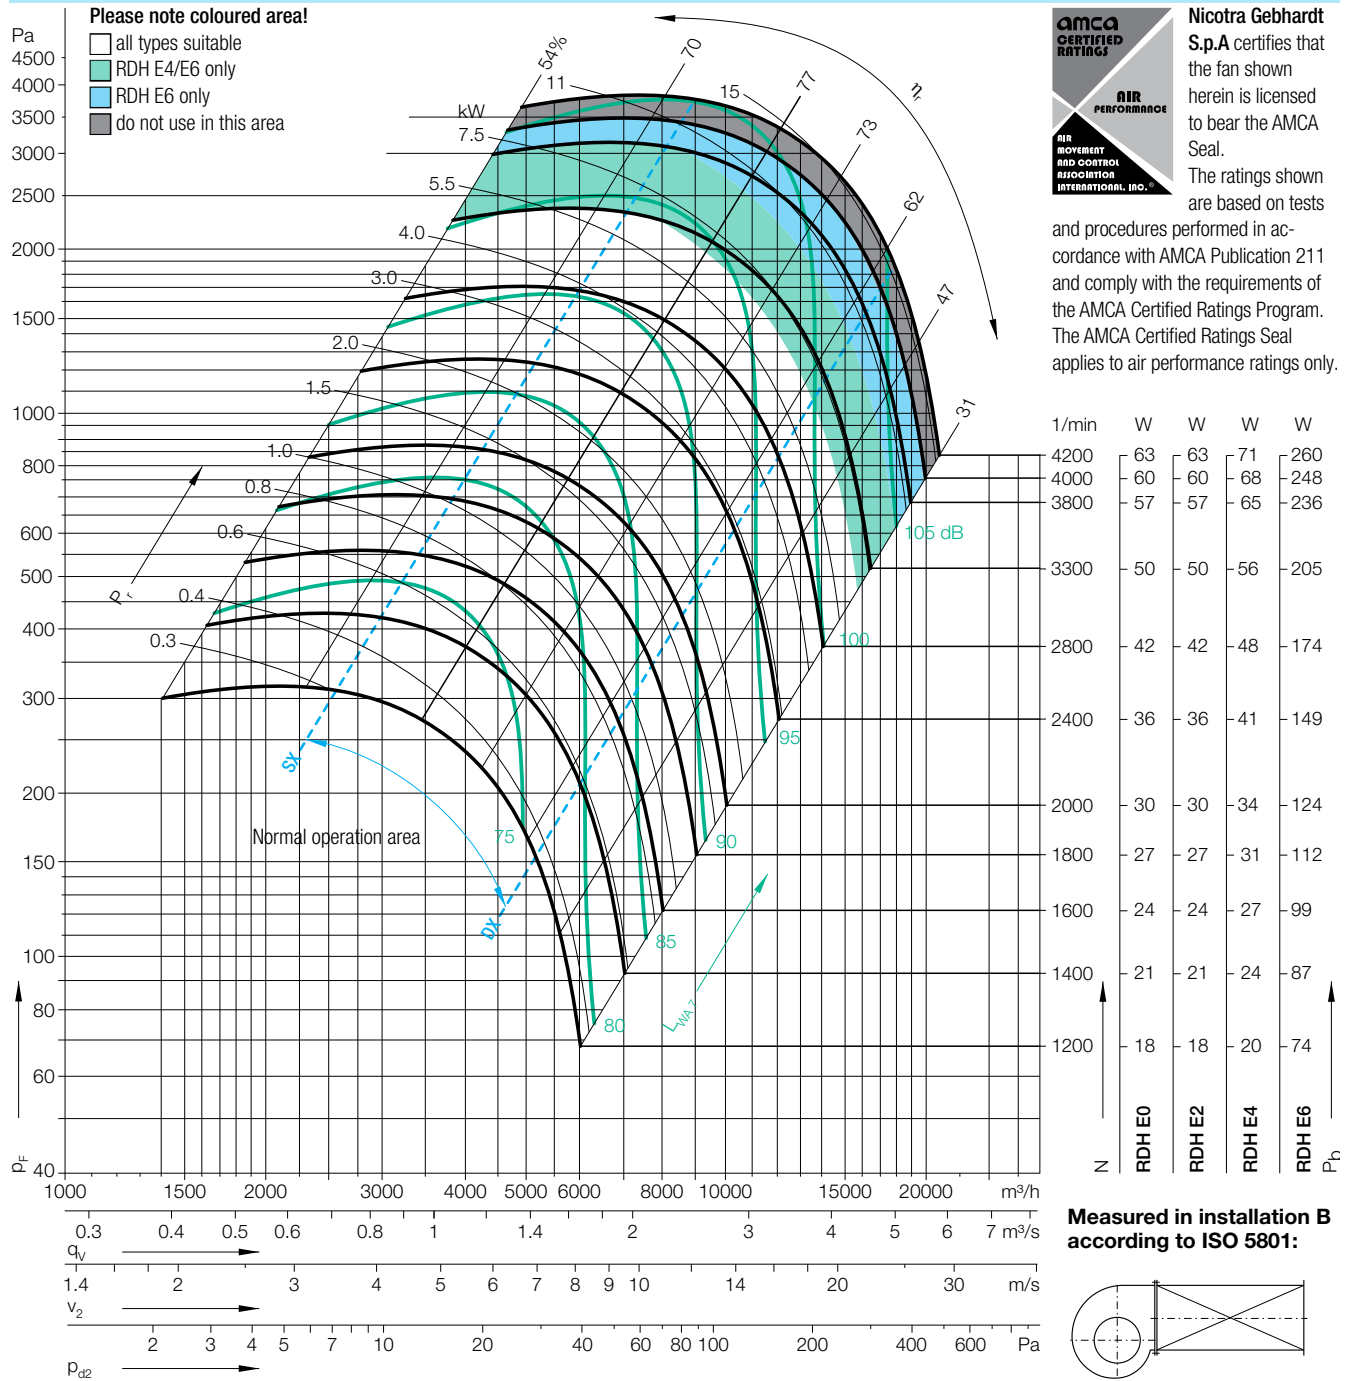 Please note coloured area!
all types suitable
RDH E4/E6 only
RDH E6 only
do not use in this area
Pa
4500
4000
3500
3000
2500
2000
1500
1000
800
600
500
400
300
200
150
100
80
60
40
p_F
P_r
kW
11
15
7.5
5.5
4.0
3.0
2.0
1.5
1.0
0.8
0.6
0.4
0.3
54%
70
77
73
62
47
31
η_r
SX
DX
Normal operation area
75
80
85
90
95
100
105 dB
L_WA 7
amca
CERTIFIED
RATINGS
AIR
PERFORMANCE
AIR
MOVEMENT
AND CONTROL
ASSOCIATION
INTERNATIONAL, INC.®
Nicotra Gebhardt
S.p.A certifies that
the fan shown
herein is licensed
to bear the AMCA
Seal.
The ratings shown
are based on tests
and procedures performed in ac-
cordance with AMCA Publication 211
and comply with the requirements of
the AMCA Certified Ratings Program.
The AMCA Certified Ratings Seal
applies to air performance ratings only.
1/min W W W W
4200 63 63 71 260
4000 60 60 68 248
3800 57 57 65 236
3300 50 50 56 205
2800 42 42 48 174
2400 36 36 41 149
2000 30 30 34 124
1800 27 27 31 112
1600 24 24 27 99
1400 21 21 24 87
1200 18 18 20 74
N RDH E0 RDH E2 RDH E4 RDH E6 P_b
1000 1500 2000 3000 4000 5000 6000 8000 10000 15000 20000 m³/h
0.3 0.4 0.5 0.6 0.8 1 1.4 2 3 4 5 6 7 m³/s
q_V
1.4 2 3 4 5 6 7 8 9 10 14 20 30 m/s
v_2
2 3 4 5 7 10 20 40 60 80 100 200 400 600 Pa
p_d2
Measured in installation B
according to ISO 5801: